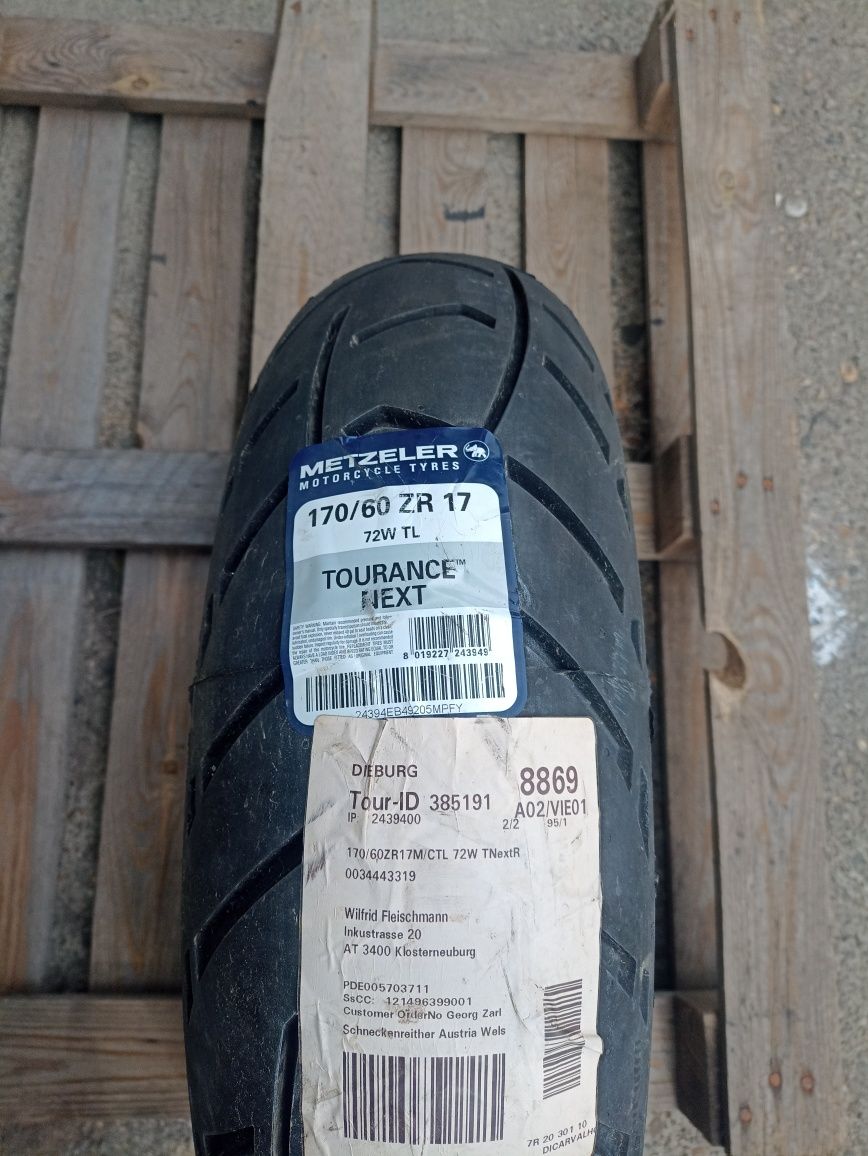 METZELER
MOTORCYCLE TYRES
170/60 ZR 17
72W TL
TOURANCE™
NEXT
8 019227 243949
24394EB49205MPFY
DIEBURG
8869
Tour-ID 385191
A02/VIE01
IP 2439400
2/2 95/1
170/60ZR17M/CTL 72W TNextR
0034443319
Wilfrid Fleischmann
Inkustrasse 20
AT 3400 Klosterneuburg
PDE005703711
SsCC: 121496399001
Customer OrderNo Georg Zarl
Schneckenreither Austria Wels
7R 20 301 10
DICARVALH